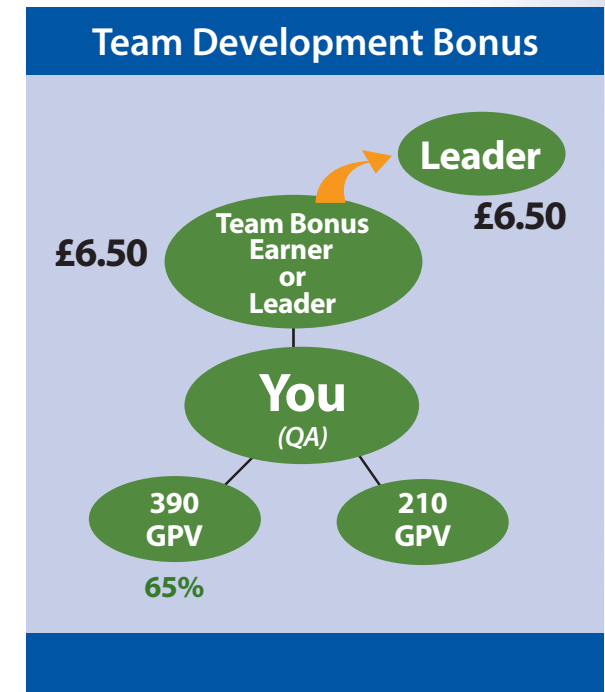 Team Development Bonus
Leader
£6.50
Team Bonus
Earner
or
Leader
£6.50
You
(QA)
390
GPV
65%
210
GPV